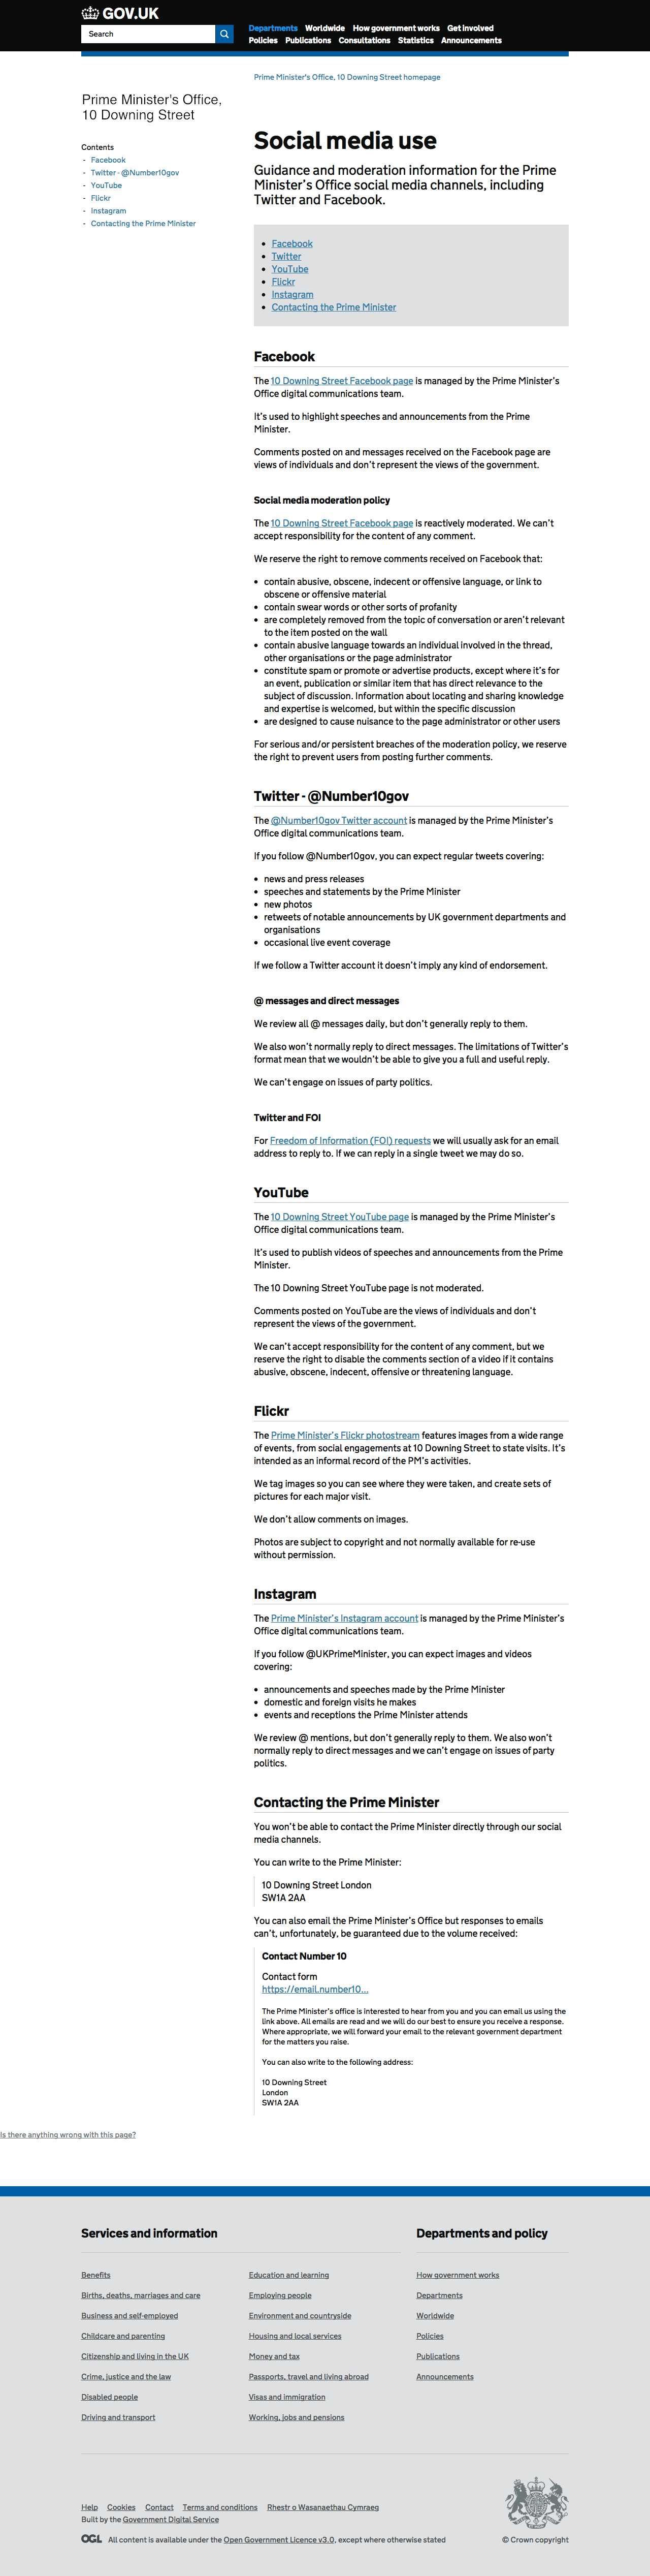 GOV.UK
Search
Departments Worldwide How government works Get involved
Policies Publications Consultations Statistics Announcements
Prime Minister's Office, 10 Downing Street homepage
Prime Minister's Office,
10 Downing Street
Contents
- Facebook
- Twitter - @Number10gov
- YouTube
- Flickr
- Instagram
- Contacting the Prime Minister
Social media use
Guidance and moderation information for the Prime
Minister's Office social media channels, including
Twitter and Facebook.
• Facebook
• Twitter
• YouTube
• Flickr
• Instagram
• Contacting the Prime Minister
Facebook
The 10 Downing Street Facebook page is managed by the Prime Minister's
Office digital communications team.
It's used to highlight speeches and announcements from the Prime
Minister.
Comments posted on and messages received on the Facebook page are
views of individuals and don't represent the views of the government.
Social media moderation policy
The 10 Downing Street Facebook page is reactively moderated. We can't
accept responsibility for the content of any comment.
We reserve the right to remove comments received on Facebook that:
• contain abusive, obscene, indecent or offensive language, or link to
obscene or offensive material
• contain swear words or other sorts of profanity
• are completely removed from the topic of conversation or aren't relevant
to the item posted on the wall
• contain abusive language towards an individual involved in the thread,
other organisations or the page administrator
• constitute spam or promote or advertise products, except where it's for
an event, publication or similar item that has direct relevance to the
subject of discussion. Information about locating and sharing knowledge
and expertise is welcomed, but within the specific discussion
• are designed to cause nuisance to the page administrator or other users
For serious and/or persistent breaches of the moderation policy, we reserve
the right to prevent users from posting further comments.
Twitter - @Number10gov
The @Number10gov Twitter account is managed by the Prime Minister's
Office digital communications team.
If you follow @Number10gov, you can expect regular tweets covering:
• news and press releases
• speeches and statements by the Prime Minister
• new photos
• retweets of notable announcements by UK government departments and
organisations
• occasional live event coverage
If we follow a Twitter account it doesn't imply any kind of endorsement.
@ messages and direct messages
We review all @ messages daily, but don't generally reply to them.
We also won't normally reply to direct messages. The limitations of Twitter's
format mean that we wouldn't be able to give you a full and useful reply.
We can't engage on issues of party politics.
Twitter and FOI
For Freedom of Information (FOI) requests we will usually ask for an email
address to reply to. If we can reply in a single tweet we may do so.
YouTube
The 10 Downing Street YouTube page is managed by the Prime Minister's
Office digital communications team.
It's used to publish videos of speeches and announcements from the Prime
Minister.
The 10 Downing Street YouTube page is not moderated.
Comments posted on YouTube are the views of individuals and don't
represent the views of the government.
We can't accept responsibility for the content of any comment, but we
reserve the right to disable the comments section of a video if it contains
abusive, obscene, indecent, offensive or threatening language.
Flickr
The Prime Minister's Flickr photostream features images from a wide range
of events, from social engagements at 10 Downing Street to state visits. It's
intended as an informal record of the PM's activities.
We tag images so you can see where they were taken, and create sets of
pictures for each major visit.
We don't allow comments on images.
Photos are subject to copyright and not normally available for re-use
without permission.
Instagram
The Prime Minister's Instagram account is managed by the Prime Minister's
Office digital communications team.
If you follow @UKPrimeMinister, you can expect images and videos
covering:
• announcements and speeches made by the Prime Minister
• domestic and foreign visits he makes
• events and receptions the Prime Minister attends
We review @ mentions, but don't generally reply to them. We also won't
normally reply to direct messages and we can't engage on issues of party
politics.
Contacting the Prime Minister
You won't be able to contact the Prime Minister directly through our social
media channels.
You can write to the Prime Minister:
10 Downing Street London
SW1A 2AA
You can also email the Prime Minister's Office but responses to emails
can't, unfortunately, be guaranteed due to the volume received:
Contact Number 10
Contact form
https://email.number10...
The Prime Minister's office is interested to hear from you and you can email us using the
link above. All emails are read and we will do our best to ensure you receive a response.
Where appropriate, we will forward your email to the relevant government department
for the matters you raise.
You can also write to the following address:
10 Downing Street
London
SW1A 2AA
Is there anything wrong with this page?
Services and information
Benefits
Births, deaths, marriages and care
Business and self-employed
Childcare and parenting
Citizenship and living in the UK
Crime, justice and the law
Disabled people
Driving and transport
Education and learning
Employing people
Environment and countryside
Housing and local services
Money and tax
Passports, travel and living abroad
Visas and immigration
Working, jobs and pensions
Departments and policy
How government works
Departments
Worldwide
Policies
Publications
Announcements
Help Cookies Contact Terms and conditions Rhestr o Wasanaethau Cymraeg
Built by the Government Digital Service
OGL All content is available under the Open Government Licence v3.0, except where otherwise stated
© Crown copyright